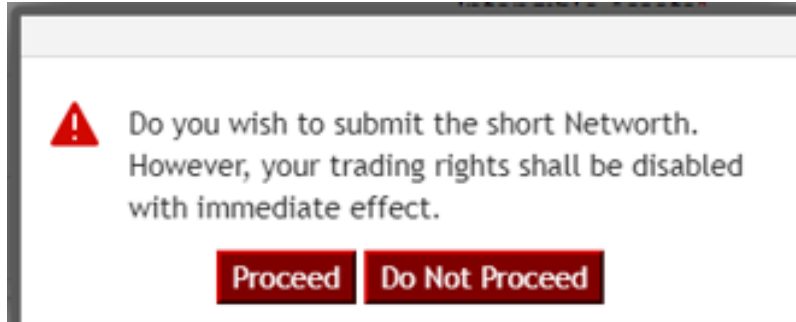 Do you wish to submit the short Networth.
However, your trading rights shall be disabled
with immediate effect.
Proceed Do Not Proceed